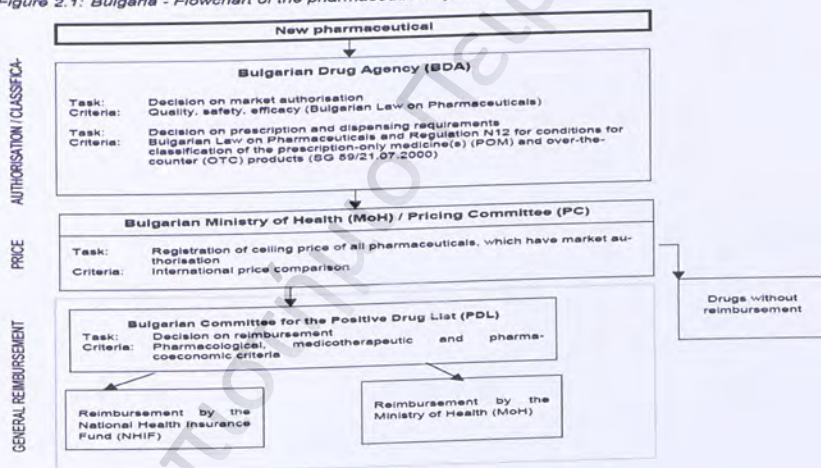 Figure 2.1: Bulgaria - Flowchart of the
New pharmaceutical
AUTHORISATION / CLASSIFICA-
Bulgarian Drug Agency (BDA)
Task: Decision on market authorisation
Criteria: Quality, safety, efficacy (Bulgarian Law on Pharmaceuticals)
Task: Decision on prescription and dispensing requirements
Criteria: Bulgarian Law on Pharmaceuticals and Regulation N12 for conditions for
classification of the prescription-only medicine(s) (POM) and over-the-
counter (OTC) products (SG 59/21.07.2000)
PRICE
Bulgarian Ministry of Health (MoH) / Pricing Committee (PC)
Task: Registration of ceiling price of all pharmaceuticals, which have market au-
thorisation
Criteria: International price comparison
Drugs without
reimbursement
GENERAL REIMBURSEMENT
Bulgarian Committee for the Positive Drug List (PDL)
Task: Decision on reimbursement
Criteria: Pharmacological, medicotherapeutic and pharma-
coeconomic criteria
Reimbursement by the
National Health Insurance
Fund (NHIF)
Reimbursement by the
Ministry of Health (MoH)